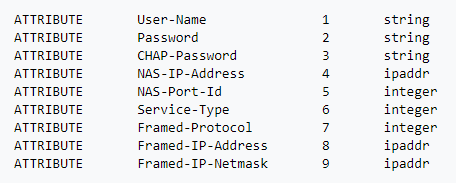 ATTRIBUTE User-Name 1 string
ATTRIBUTE Password 2 string
ATTRIBUTE CHAP-Password 3 string
ATTRIBUTE NAS-IP-Address 4 ipaddr
ATTRIBUTE NAS-Port-Id 5 integer
ATTRIBUTE Service-Type 6 integer
ATTRIBUTE Framed-Protocol 7 integer
ATTRIBUTE Framed-IP-Address 8 ipaddr
ATTRIBUTE Framed-IP-Netmask 9 ipaddr